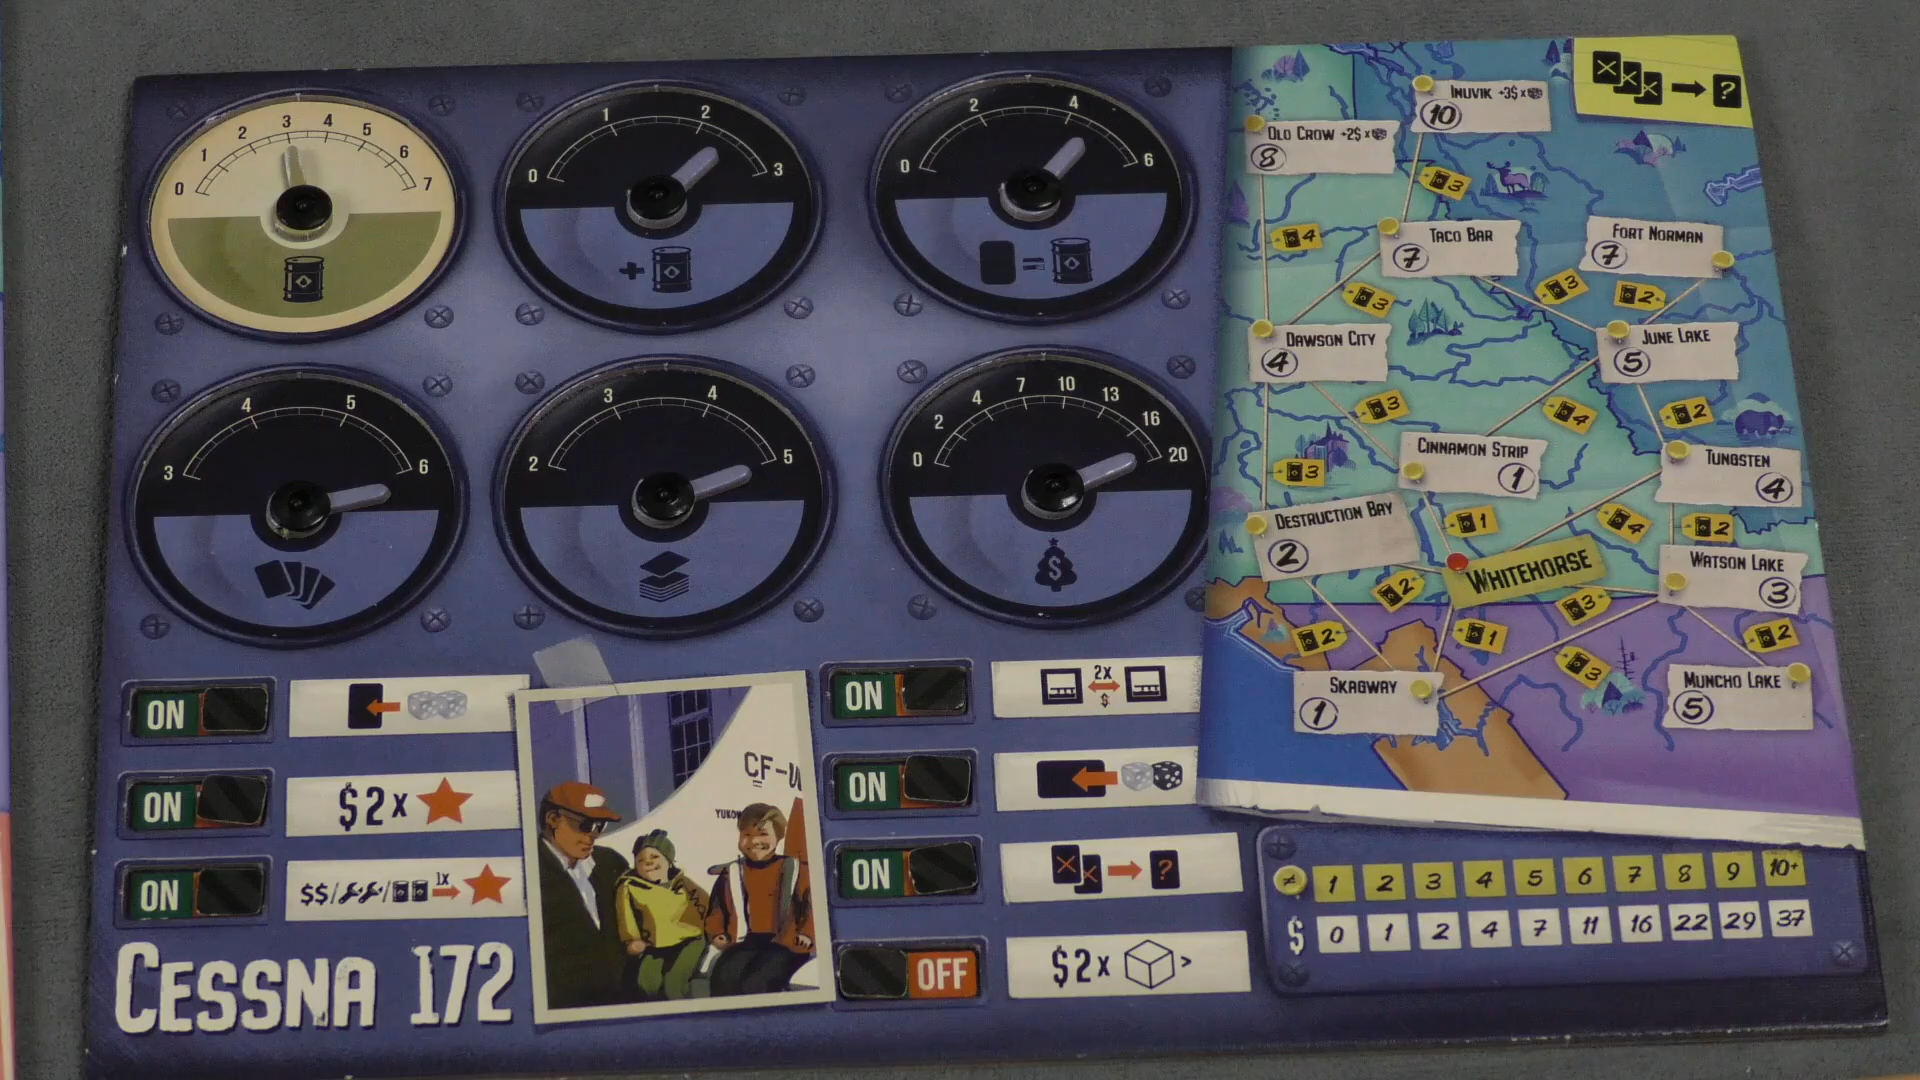 0 1 2 3 4 5 6 7
0 1 2 3
0 2 4 6
+
=
3 4 5 6
2 3 4 5
0 2 4 7 10 13 16 20
$
ON
ON
$2x
ON
$$/ / 1X
CESSNA 172
CF-U
YUKON
ON
2X
$
ON
ON
OFF
$2x >
?
INUVIK +3$ x
10
OLD CROW +2$ x
8
3
4
TACO BAR
7
FORT NORMAN
7
3
3
2
DAWSON CITY
4
JUNE LAKE
5
3
4
2
CINNAMON STRIP
1
TUNGSTEN
4
3
DESTRUCTION BAY
2
1
4
2
WHITEHORSE
WATSON LAKE
3
2
3
2
1
3
2
SKAGWAY
1
MUNCHO LAKE
5
≠ 1 2 3 4 5 6 7 8 9 10+
$ 0 1 2 4 7 11 16 22 29 37